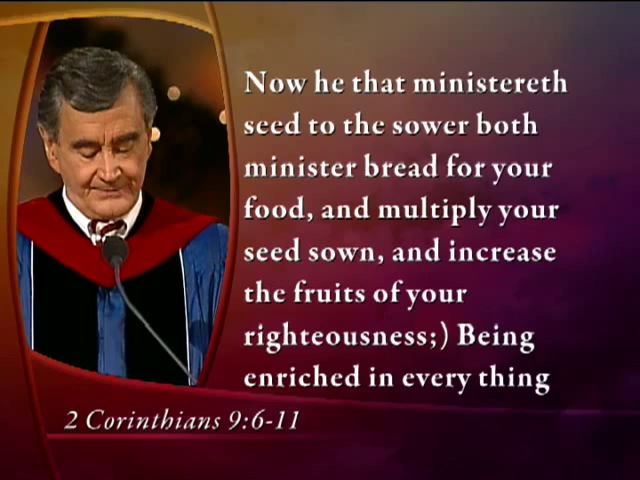 Now he that ministereth
seed to the sower both
minister bread for your
food, and multiply your
seed sown, and increase
the fruits of your
righteousness;) Being
enriched in every thing
2 Corinthians 9:6-11